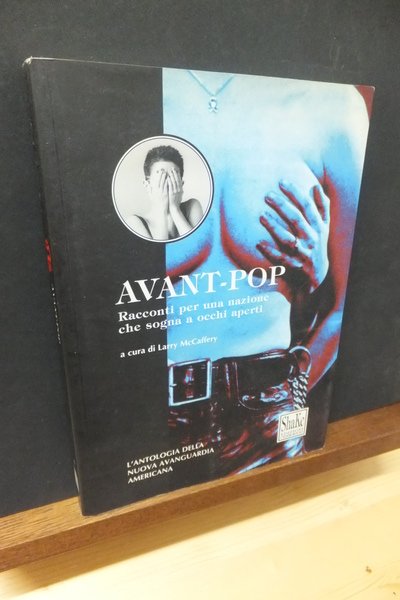 AVANT-POP
Racconti per una nazione
che sogna a occhi aperti
a cura di Larry McCaffery
L'ANTOLOGIA DELLA
NUOVA AVANGUARDIA
AMERICANA
ShaKe